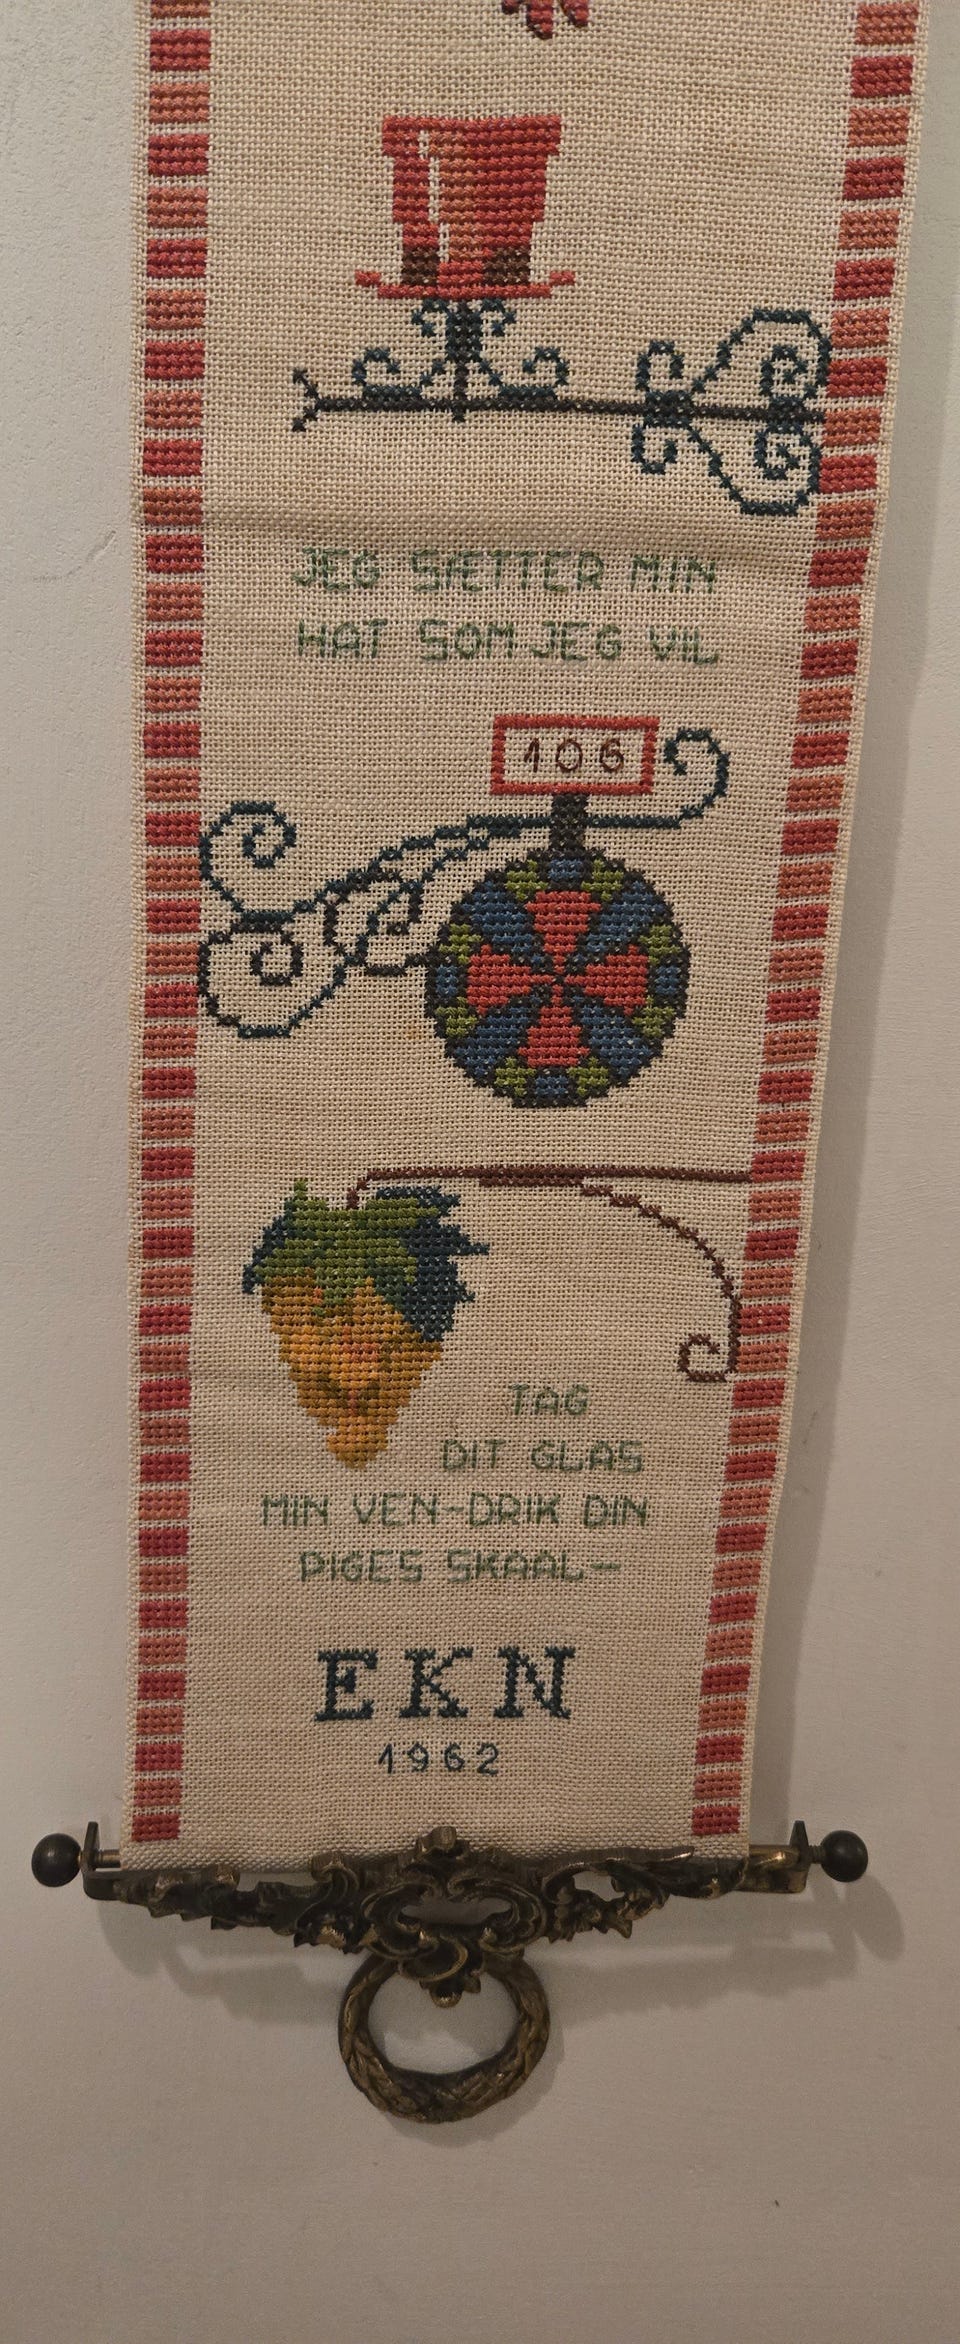 JEG SÆTTER MIN
HAT SOM JEG VIL
106
TAG
DIT GLAS
MIN VEN-DRIK DIN
PIGES SKAAL-
EKN
1962